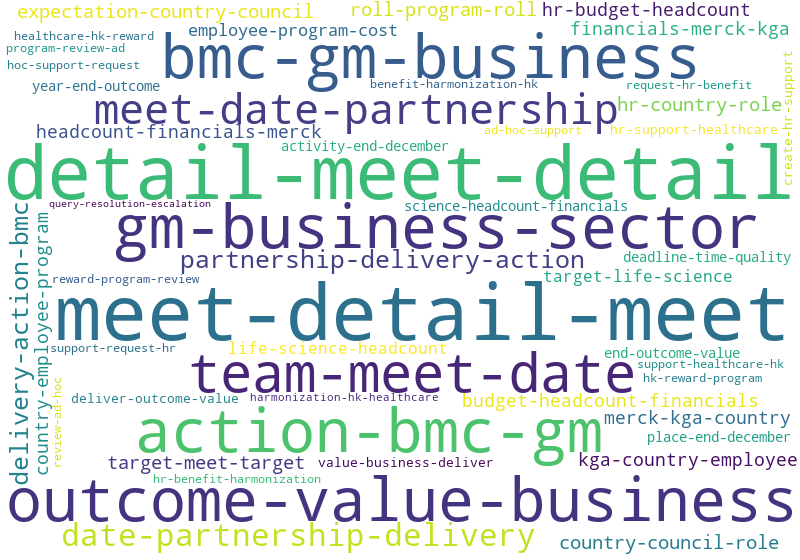 expectation-country-council
roll-program-roll
hr-budget-headcount
healthcare-hk-reward
employee-program-cost
financials-merck-kga
program-review-ad
bmc-gm-business
hoc-support-request
year-end-outcome
benefit-harmonization-hk
request-hr-benefit
meet-date-partnership
hr-country-role
headcount-financials-merck
ad-hoc-support
hr-support-healthcare
create-hr-support
activity-end-december
detail-meet-detail
query-resolution-escalation
science-headcount-financials
gm-business-sector
partnership-delivery-action
deadline-time-quality
delivery-action-bmc
country-employee-program
reward-program-review
target-life-science
meet-detail-meet
support-request-hr
life-science-headcount
end-outcome-value
team-meet-date
support-healthcare-hk
hk-reward-program
review-ad-hoc
deliver-outcome-value
harmonization-hk-healthcare
budget-headcount-financials
action-bmc-gm
merck-kga-country
place-end-december
target-meet-target
value-business-deliver
kga-country-employee
hr-benefit-harmonization
outcome-value-business
date-partnership-delivery
country-council-role